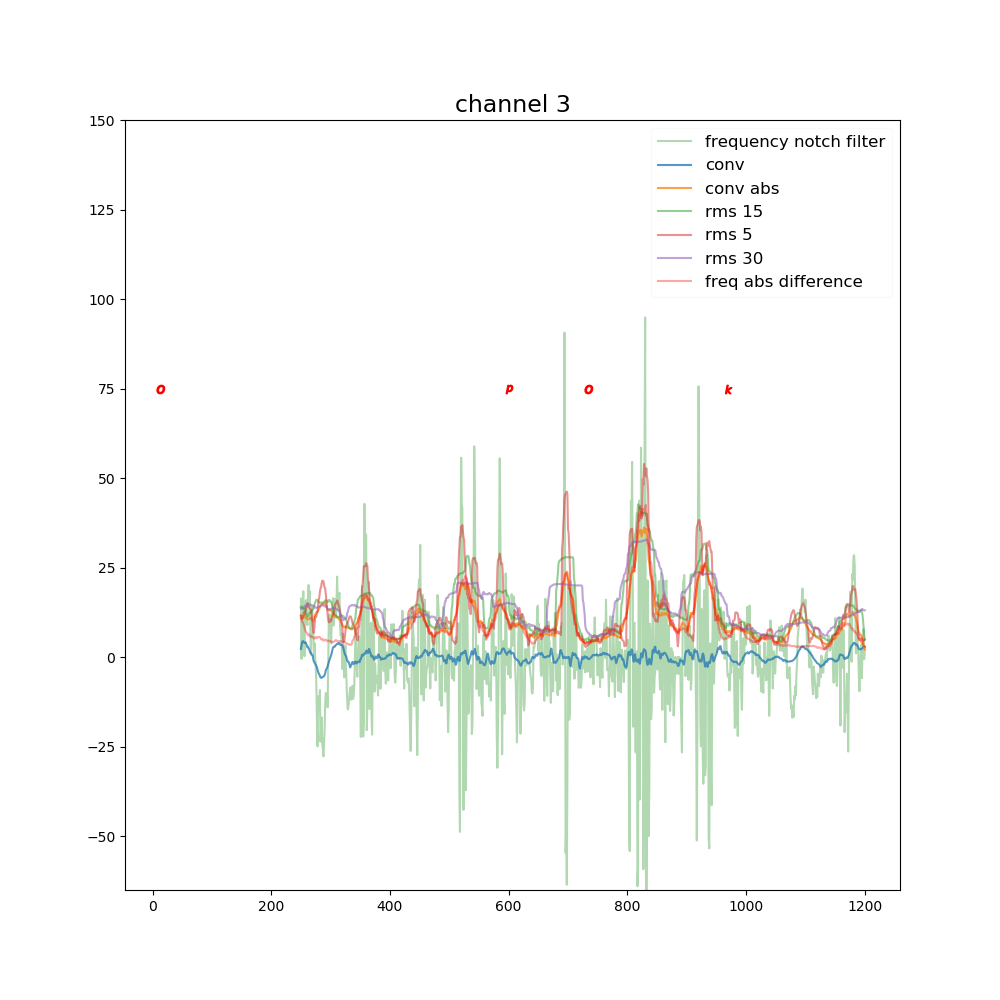 channel 3
150
125
100
75
50
25
0
−25
−50
frequency notch filter
conv
conv abs
rms 15
rms 5
rms 30
freq abs difference
o p o k
0 200 400 600 800 1000 1200